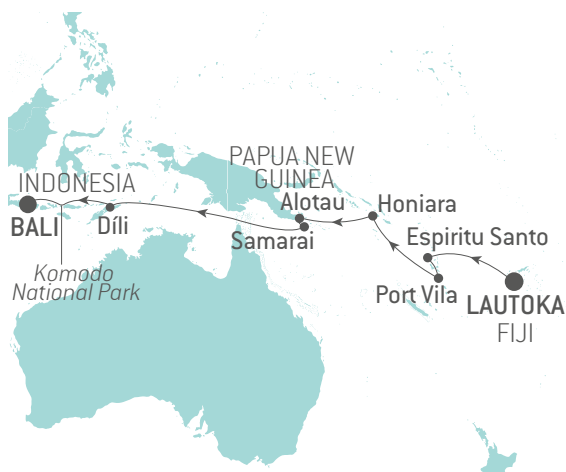 PAPUA NEW
GUINEA
INDONESIA
Alotau
Honiara
BALI
Díli
Samarai
Espiritu Santo
Komodo
National Park
Port Vila
LAUTOKA
FIJI